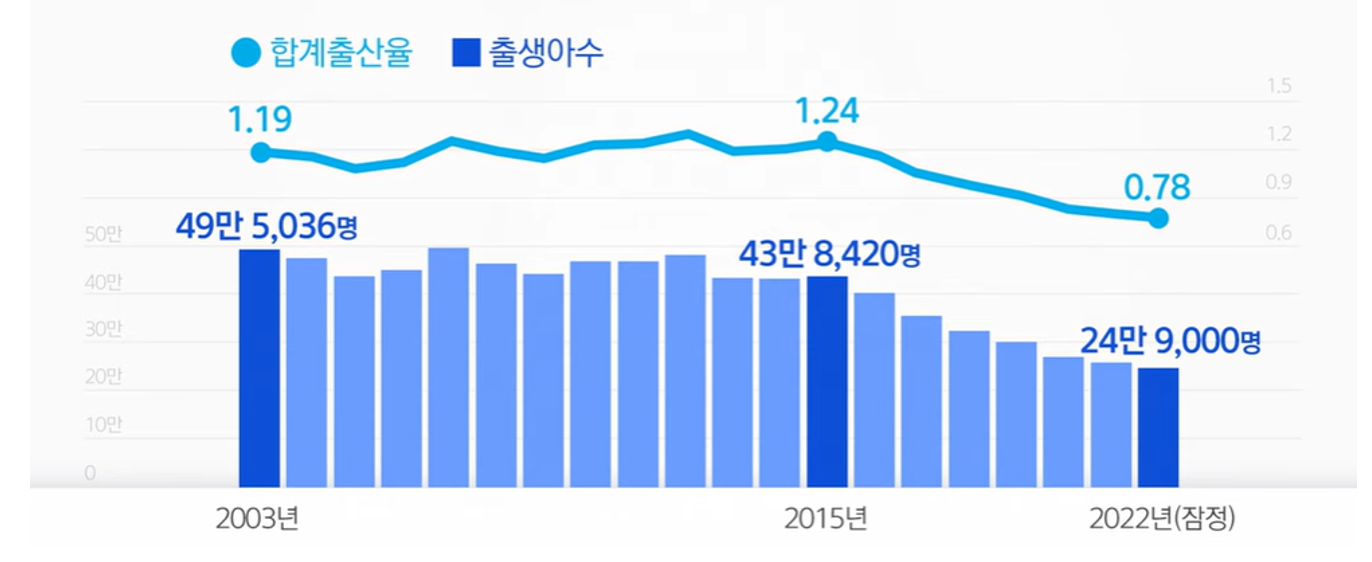 합계출산율 출생아수
1.5
1.19 1.24
1.2
0.78 0.9
49만 5,036명
50만 43만 8,420명 0.6
40만
30만 24만 9,000명
20만
10만
0
2003년 2015년 2022년(잠정)